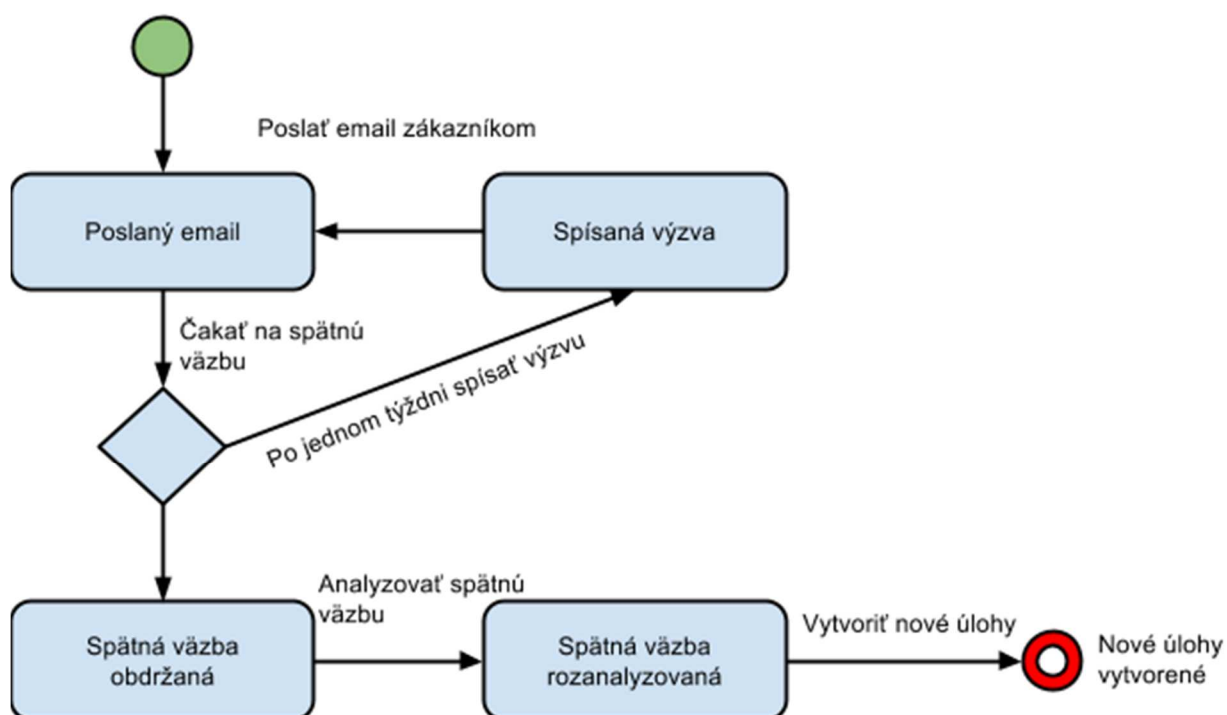 Poslať email zákazníkom
Poslaný email
Spísaná výzva
Čakať na spätnú
väzbu
Po jednom týždni spísať výzvu
Analyzovať spätnú
väzbu
Spätná väzba
obdržaná
Spätná väzba
rozanalyzovaná
Vytvoriť nové úlohy
Nové úlohy
vytvorené